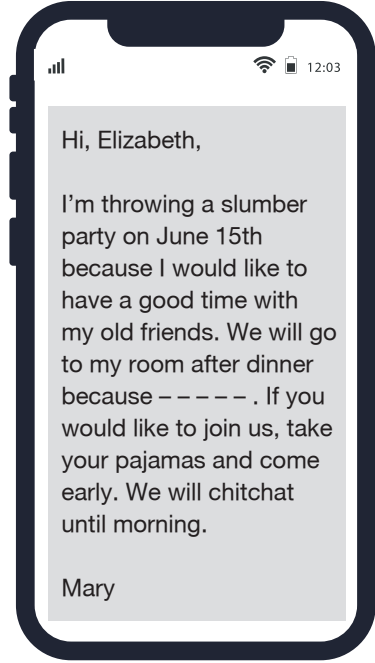 12:03
Hi, Elizabeth,
I’m throwing a slumber
party on June 15th
because I would like to
have a good time with
my old friends. We will go
to my room after dinner
because – – – – – . If you
would like to join us, take
your pajamas and come
early. We will chitchat
until morning.
Mary